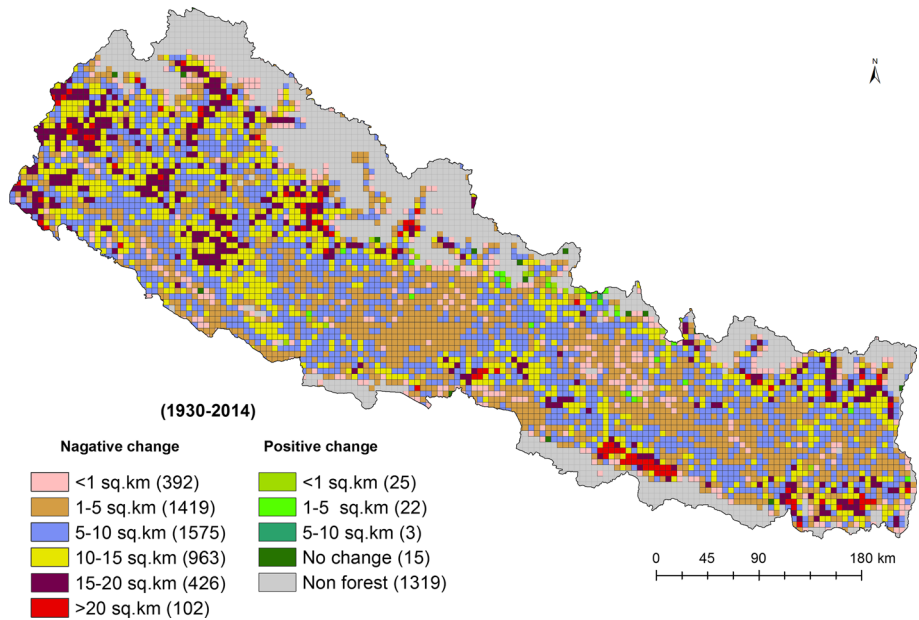 N
(1930-2014)
Nagative change
<1 sq.km (392)
1-5 sq.km (1419)
5-10 sq.km (1575)
10-15 sq.km (963)
15-20 sq.km (426)
>20 sq.km (102)
Positive change
<1 sq.km (25)
1-5 sq.km (22)
5-10 sq.km (3)
No change (15)
Non forest (1319)
0 45 90 180 km